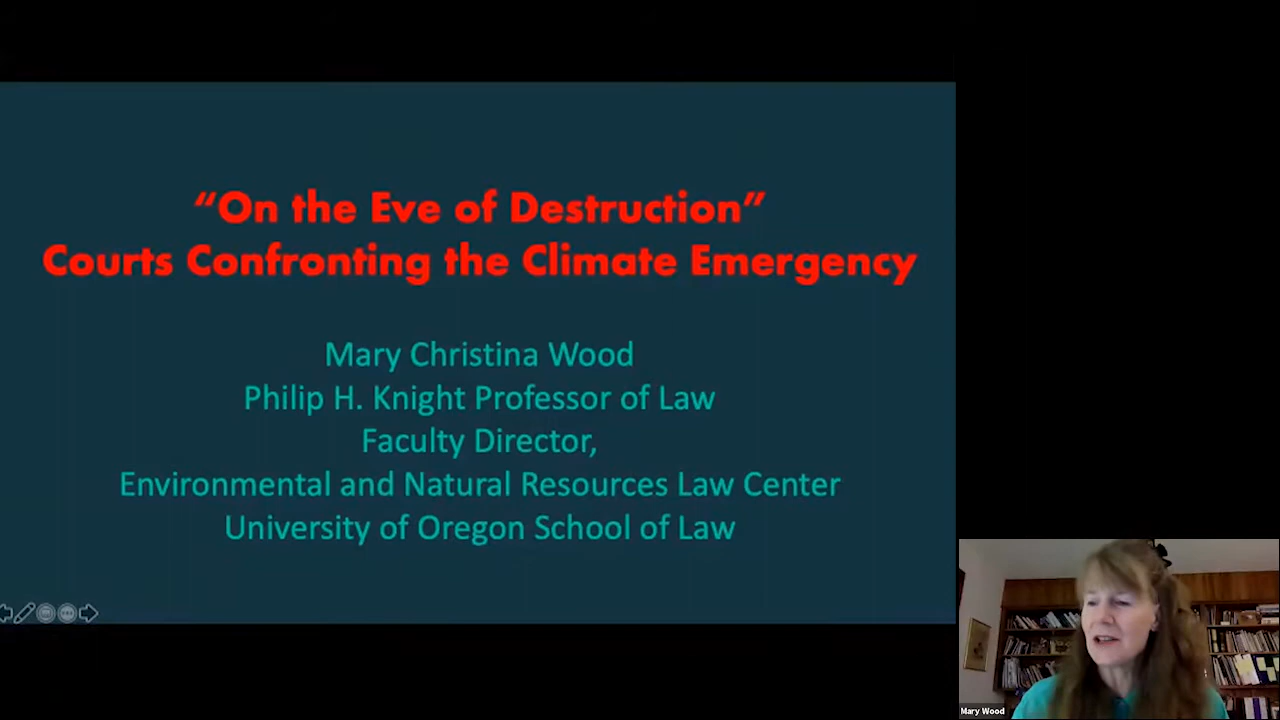 “On the Eve of Destruction”
Courts Confronting the Climate Emergency
Mary Christina Wood
Philip H. Knight Professor of Law
Faculty Director,
Environmental and Natural Resources Law Center
University of Oregon School of Law
Mary Wood